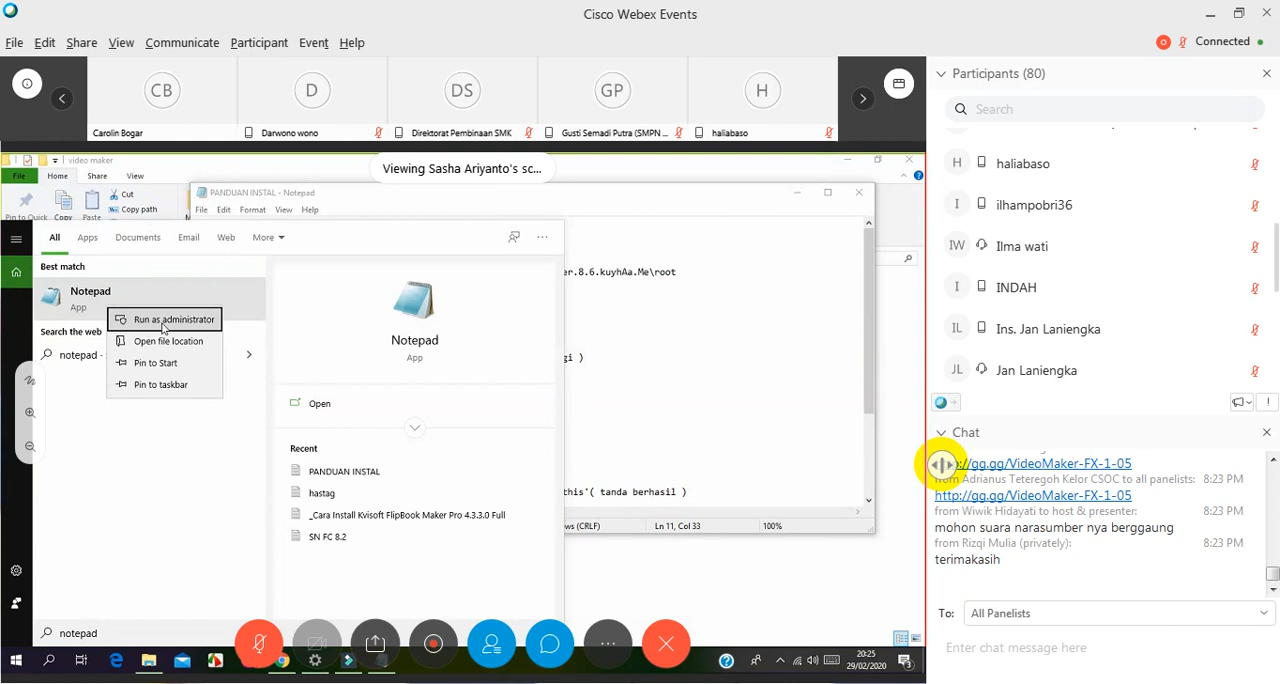 Cisco Webex Events
File Edit Share View Communicate Participant Event Help
Connected
CB D DS GP H
Carolin Bogar Darwono wono Direktorat Pembinaan SMK Gusti Semadi Putra (SMPN ... haliabaso
Viewing Sasha Ariyanto's sc...
video maker
File Home Share View
Pin to Quick Copy Paste
Cut
Copy path
PANDUAN INSTAL - Notepad
File Edit Format View Help
er.8.6.kuyhAa.Me\root
gi )
this'( tanda berhasil )
ws (CRLF) Ln 11, Col 33 100%
All Apps Documents Email Web More
Best match
Notepad
App
Search the web
notepad -
Run as administrator
Open file location
Pin to Start
Pin to taskbar
Notepad
App
Open
Recent
PANDUAN INSTAL
hastag
_Cara Install Kvisoft FlipBook Maker Pro 4.3.3.0 Full
SN FC 8.2
notepad
20:25
29/02/2020
3
Participants (80)
Search
H haliabaso
I ilhampobri36
IW Ilma wati
I INDAH
IL Ins. Jan Laniengka
JL Jan Laniengka
Chat
://gg.gg/VideoMaker-FX-1-05
from Adrianus Teteregoh Kelor CSOC to all panelists: 8:23 PM
http://gg.gg/VideoMaker-FX-1-05
from Wiwik Hidayati to host & presenter: 8:23 PM
mohon suara narasumber nya berggaung
from Rizqi Mulia (privately): 8:23 PM
terimakasih
To: All Panelists
Enter chat message here